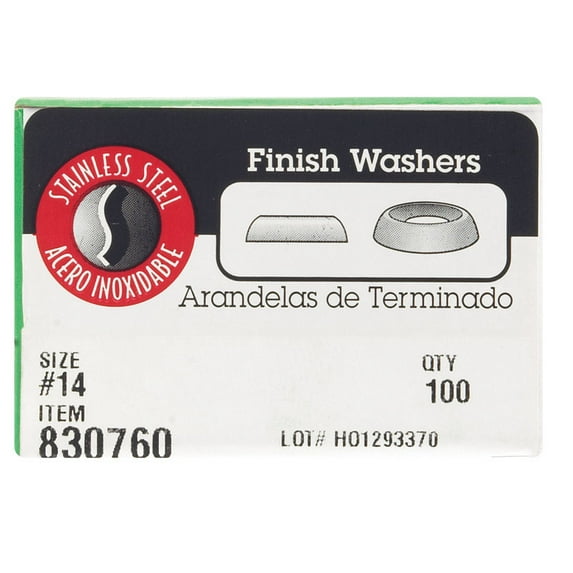 STAINLESS STEEL
ACERO INOXIDABLE
Finish Washers
Arandelas de Terminado
SIZE
#14
QTY
100
ITEM
830760
LOT# H01293370